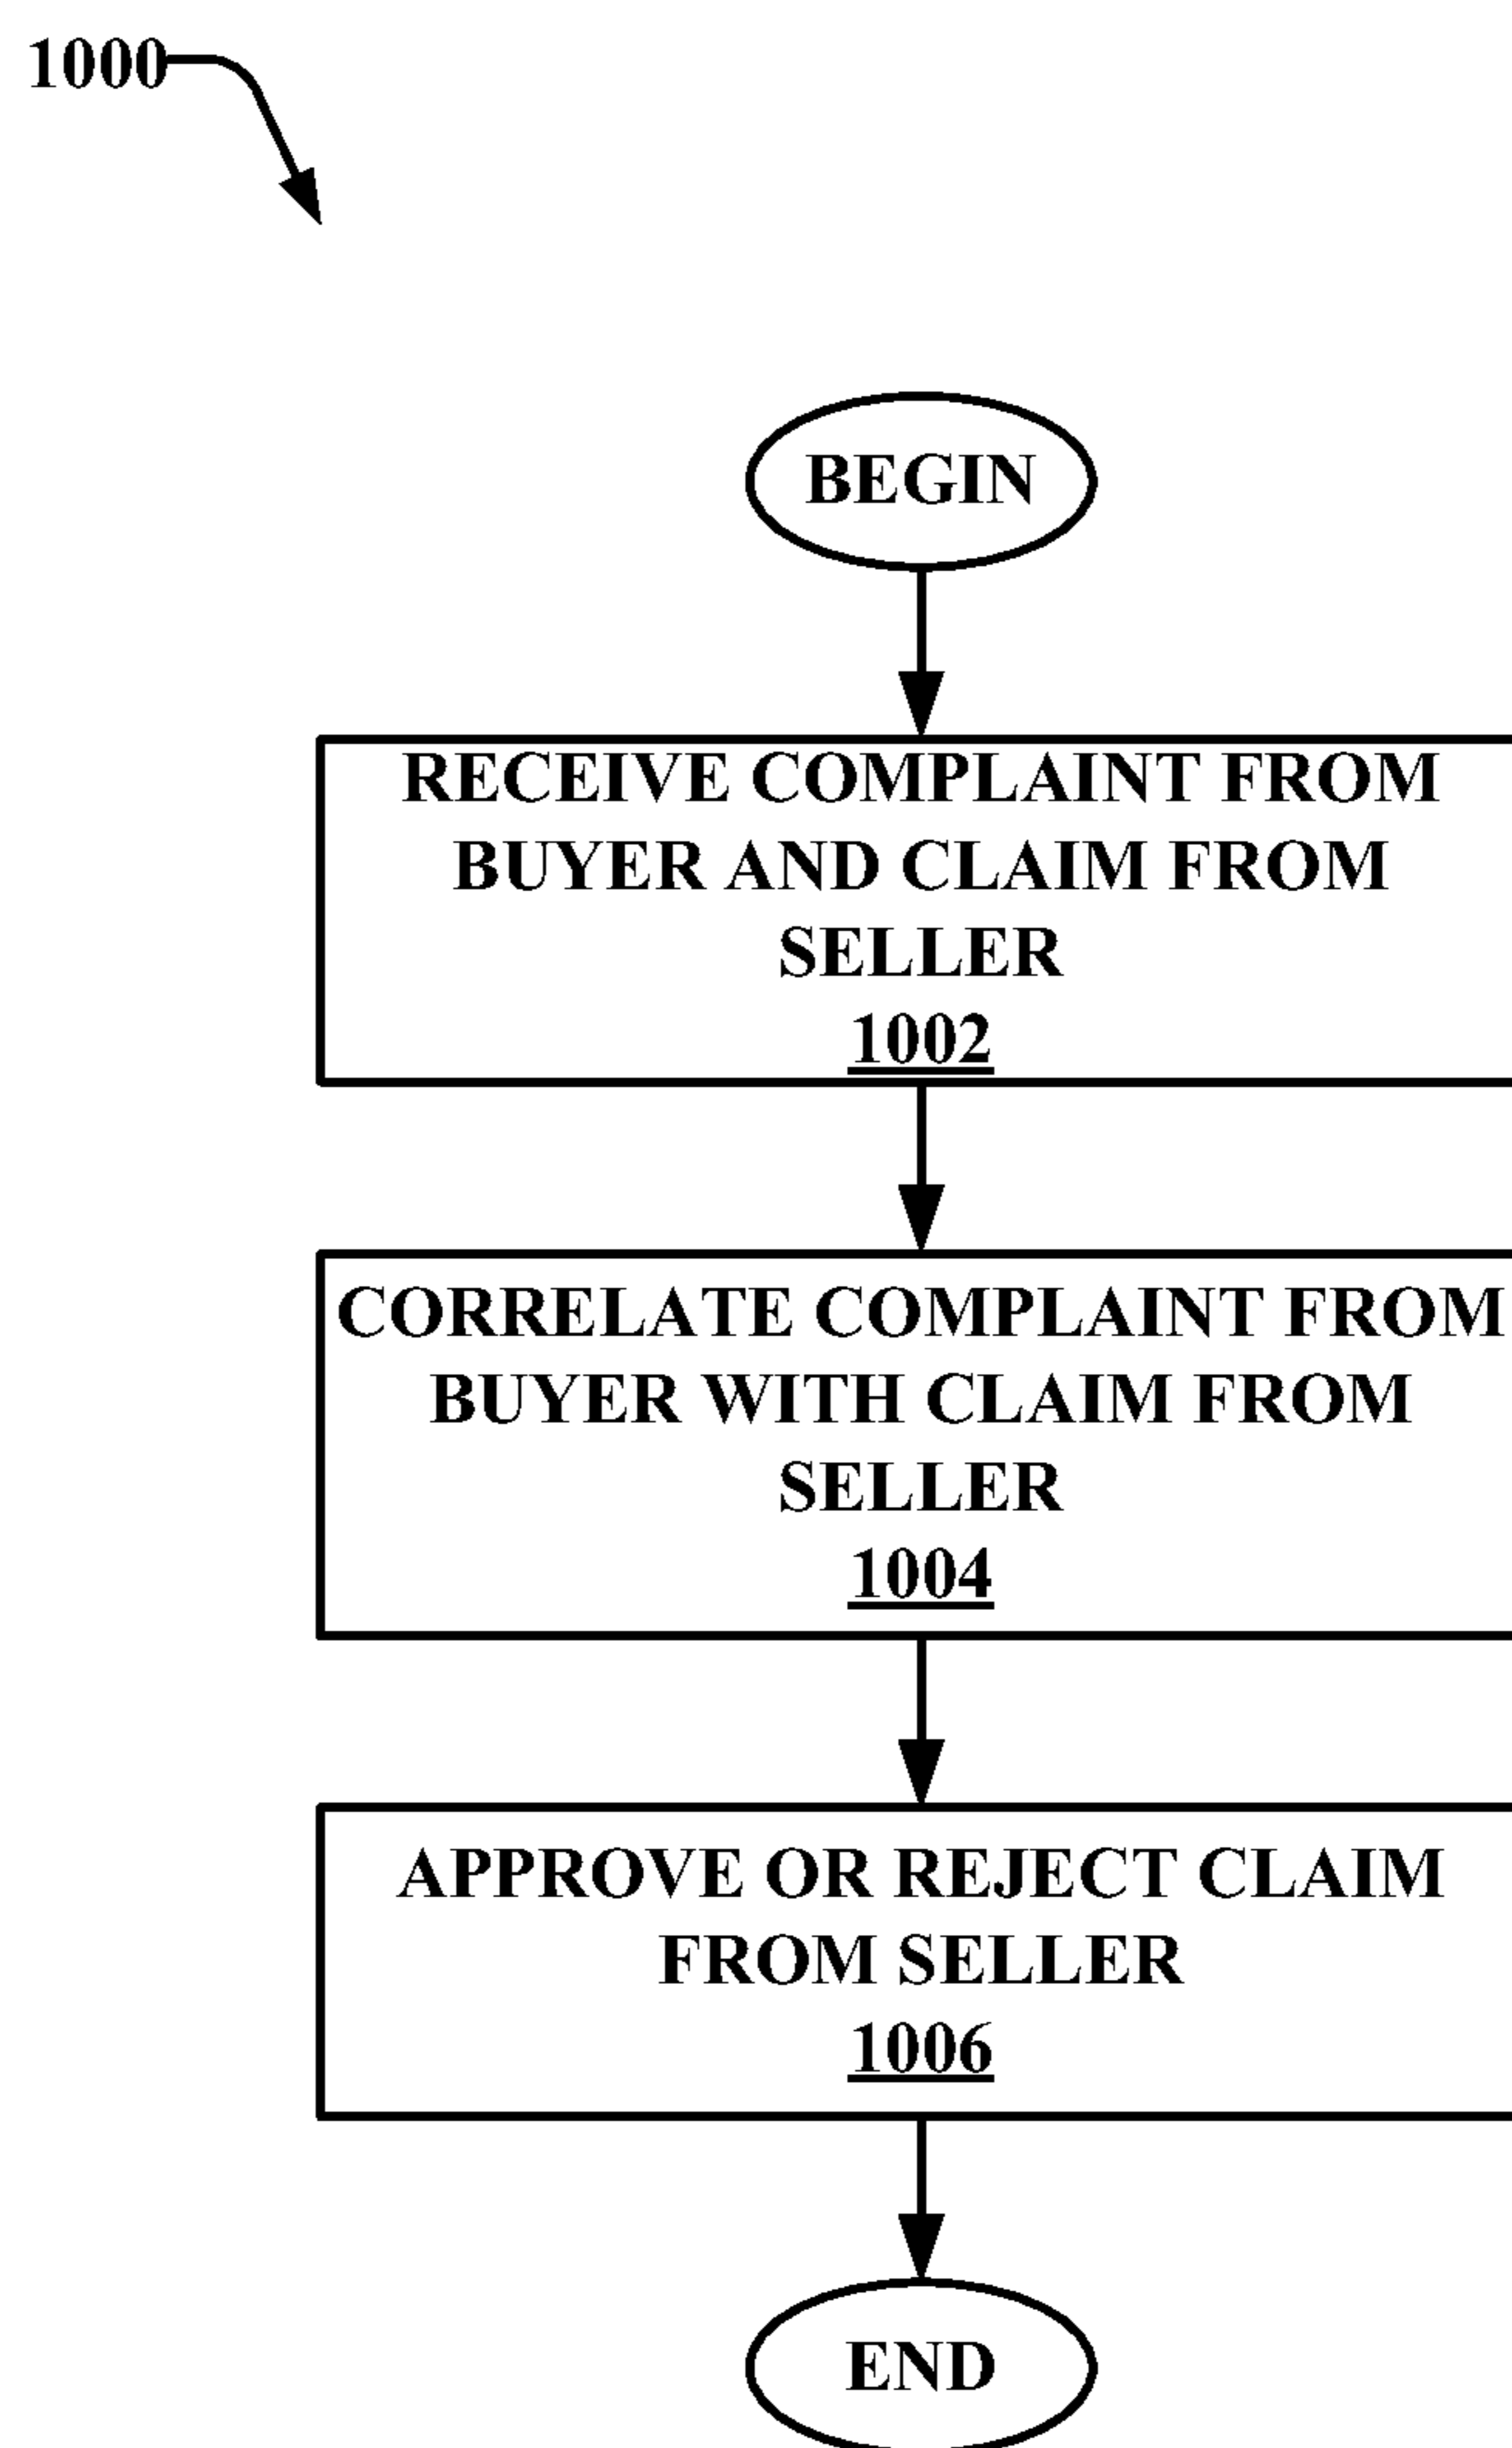 1000
BEGIN
RECEIVE COMPLAINT FROM
BUYER AND CLAIM FROM
SELLER
1002
CORRELATE COMPLAINT FROM
BUYER WITH CLAIM FROM
SELLER
1004
APPROVE OR REJECT CLAIM
FROM SELLER
1006
END